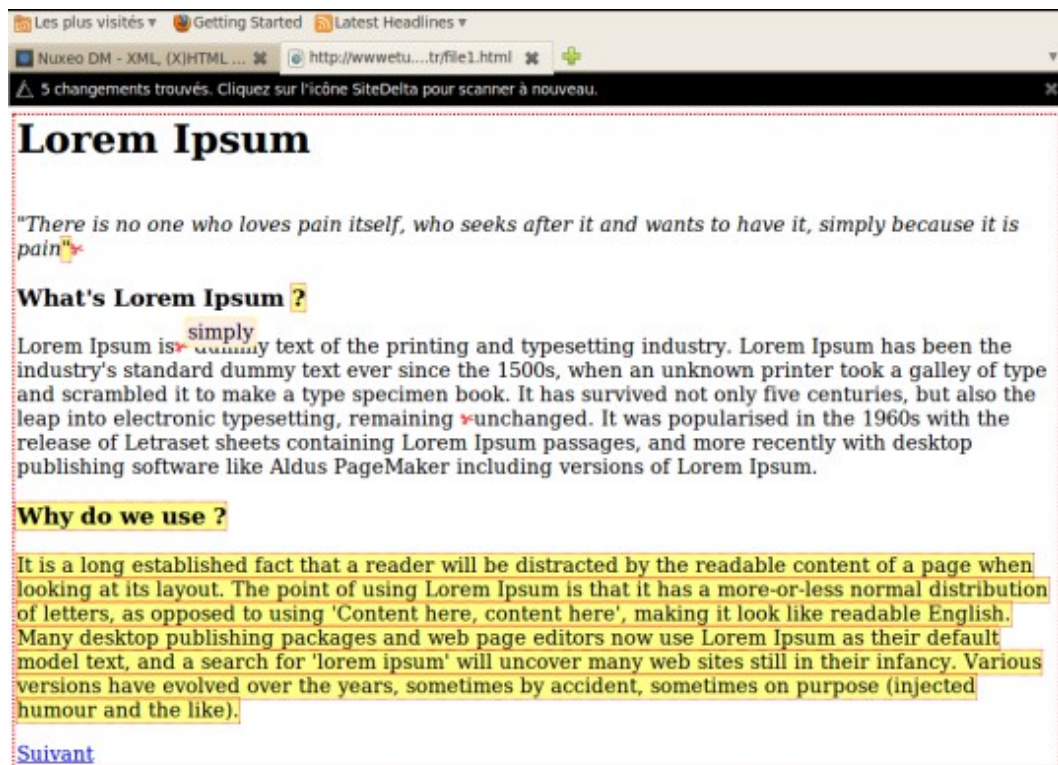 Les plus visités Getting Started Latest Headlines
Nuxeo DM - XML, (X)HTML ... http://wwwetu....tr/file1.html
5 changements trouvés. Cliquez sur l'icône SiteDelta pour scanner à nouveau.
Lorem Ipsum
"There is no one who loves pain itself, who seeks after it and wants to have it, simply because it is
pain"
What's Lorem Ipsum ?
simply
Lorem Ipsum is dummy text of the printing and typesetting industry. Lorem Ipsum has been the
industry's standard dummy text ever since the 1500s, when an unknown printer took a galley of type
and scrambled it to make a type specimen book. It has survived not only five centuries, but also the
leap into electronic typesetting, remaining unchanged. It was popularised in the 1960s with the
release of Letraset sheets containing Lorem Ipsum passages, and more recently with desktop
publishing software like Aldus PageMaker including versions of Lorem Ipsum.
Why do we use ?
It is a long established fact that a reader will be distracted by the readable content of a page when
looking at its layout. The point of using Lorem Ipsum is that it has a more-or-less normal distribution
of letters, as opposed to using 'Content here, content here', making it look like readable English.
Many desktop publishing packages and web page editors now use Lorem Ipsum as their default
model text, and a search for 'lorem ipsum' will uncover many web sites still in their infancy. Various
versions have evolved over the years, sometimes by accident, sometimes on purpose (injected
humour and the like).
Suivant